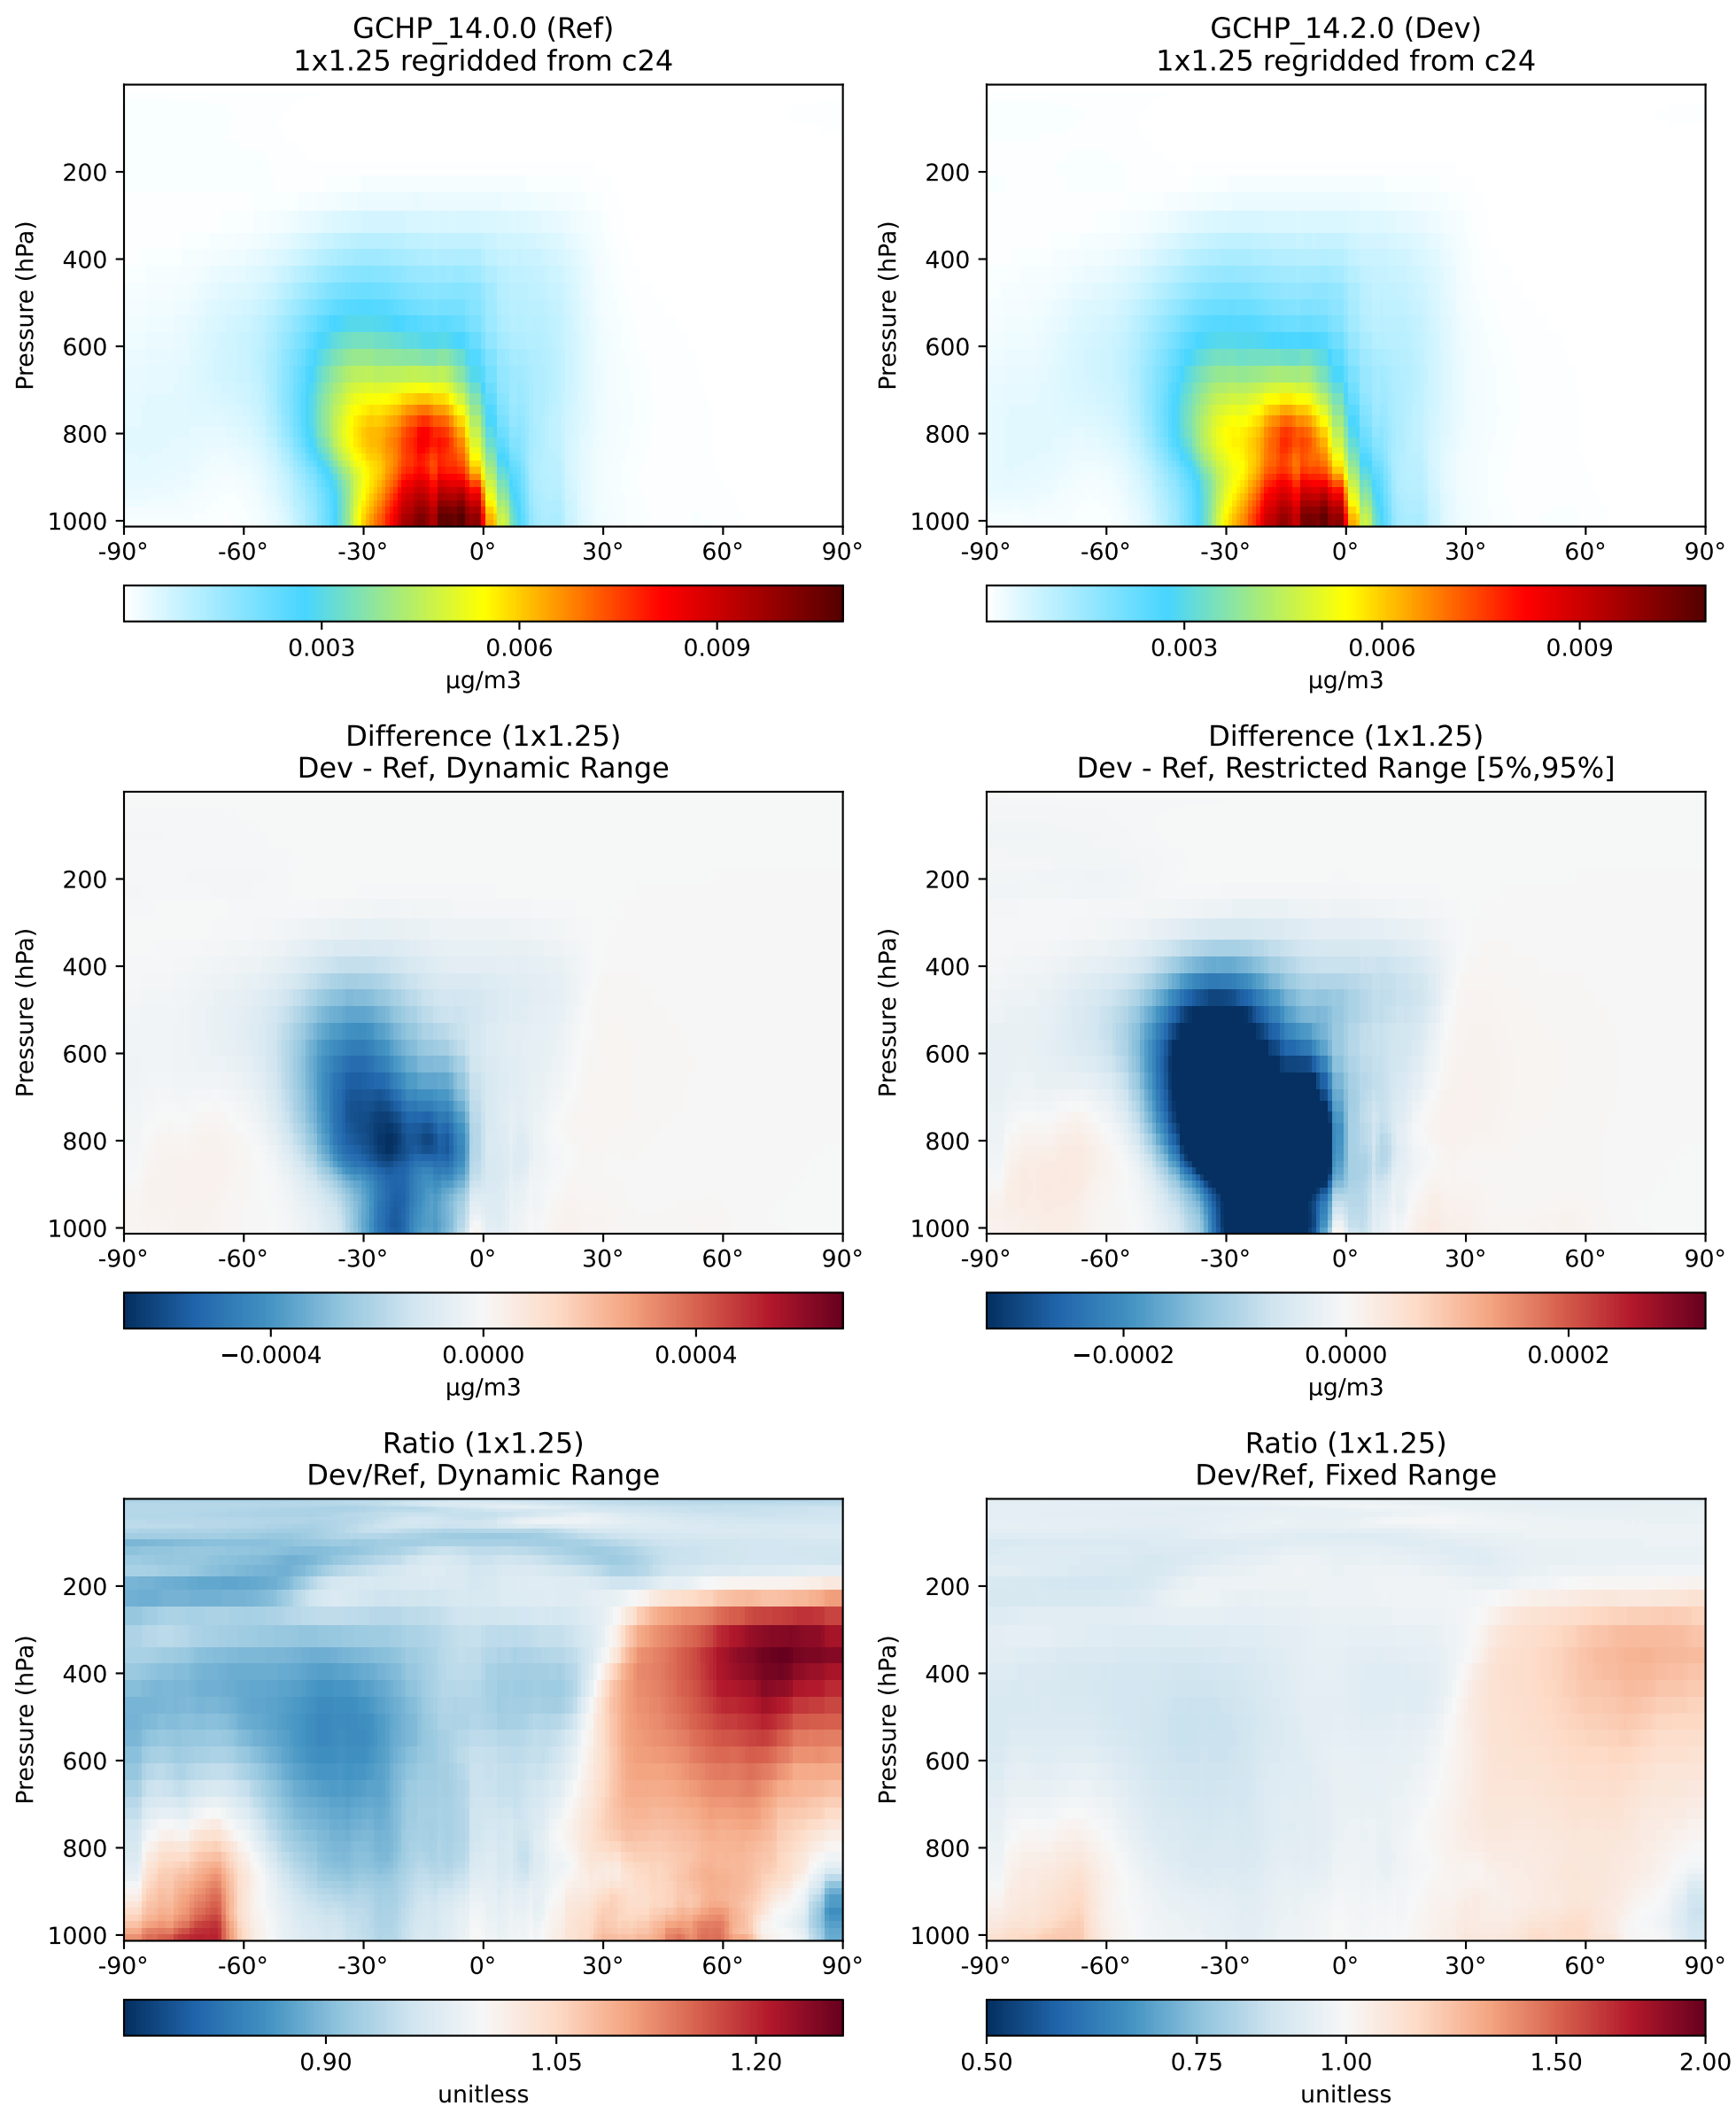 GCHP_14.0.0 (Ref)
1x1.25 regridded from c24
Pressure (hPa)
200
400
600
800
1000
-90° -60° -30° 0° 30° 60° 90°
0.003 0.006 0.009
µg/m3
GCHP_14.2.0 (Dev)
1x1.25 regridded from c24
Pressure (hPa)
200
400
600
800
1000
-90° -60° -30° 0° 30° 60° 90°
0.003 0.006 0.009
µg/m3
Difference (1x1.25)
Dev - Ref, Dynamic Range
Pressure (hPa)
200
400
600
800
1000
-90° -60° -30° 0° 30° 60° 90°
−0.0004 0.0000 0.0004
µg/m3
Difference (1x1.25)
Dev - Ref, Restricted Range [5%,95%]
Pressure (hPa)
200
400
600
800
1000
-90° -60° -30° 0° 30° 60° 90°
−0.0002 0.0000 0.0002
µg/m3
Ratio (1x1.25)
Dev/Ref, Dynamic Range
Pressure (hPa)
200
400
600
800
1000
-90° -60° -30° 0° 30° 60° 90°
0.90 1.05 1.20
unitless
Ratio (1x1.25)
Dev/Ref, Fixed Range
Pressure (hPa)
200
400
600
800
1000
-90° -60° -30° 0° 30° 60° 90°
0.50 0.75 1.00 1.50 2.00
unitless